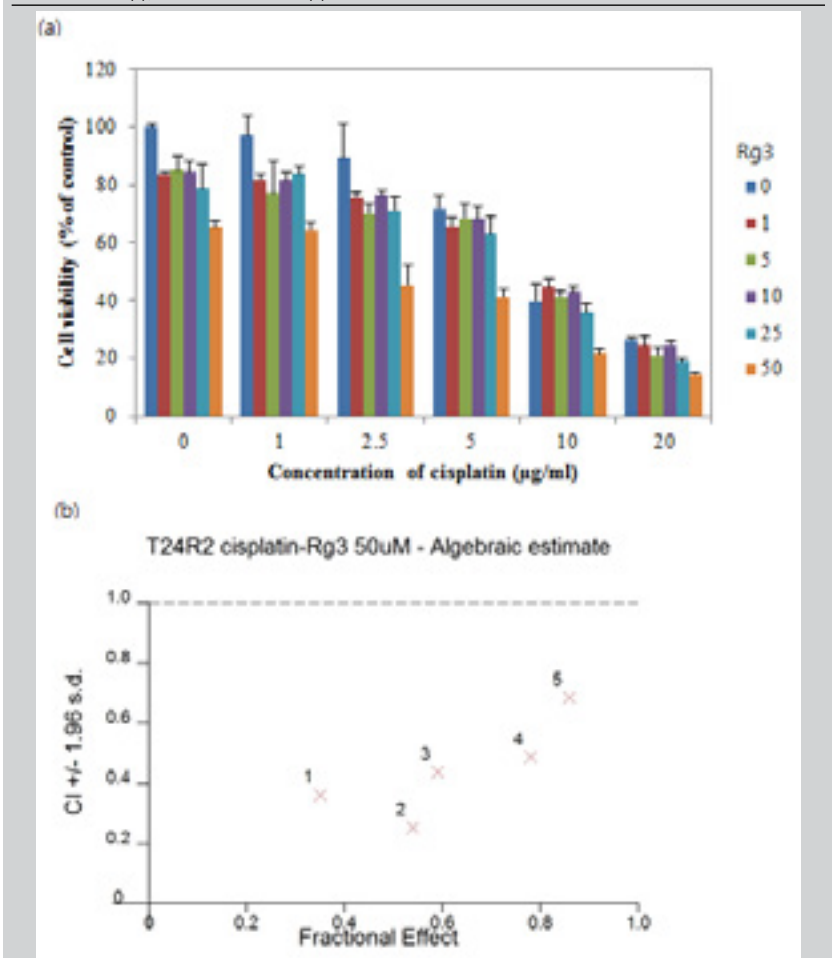 (a)
120
100
80
60
40
20
0
Cell viability (% of control)
0 1 2.5 5 10 20
Concentration of cisplatin (µg/ml)
Rg3
0
1
5
10
25
50
(b)
T24R2 cisplatin-Rg3 50uM - Algebraic estimate
1.0
0.8
0.6
0.4
0.2
0
CI +/- 1.96 s.d.
1
2
3
4
5
0 0.2 0.4 0.6 0.8 1.0
Fractional Effect